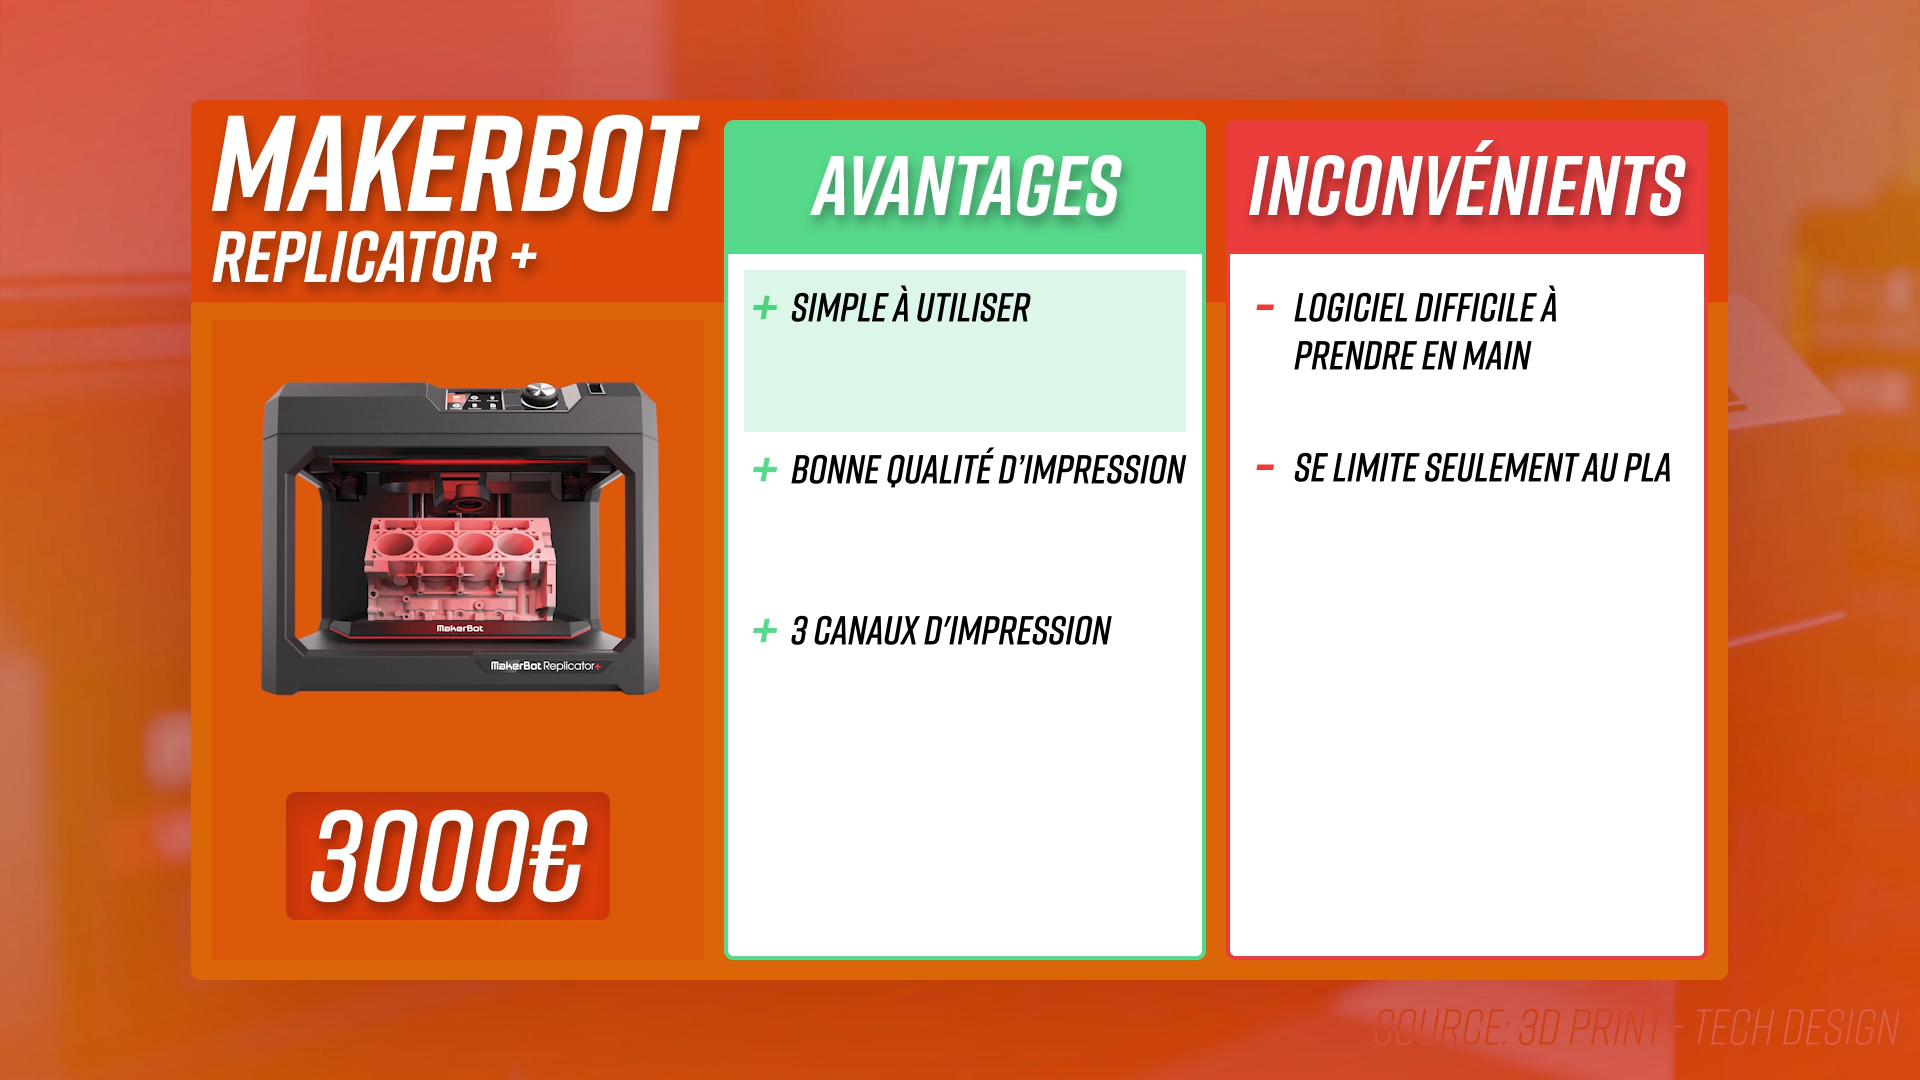 MAKERBOT
REPLICATOR +
MakerBot
MakerBot Replicator+
3000€
AVANTAGES
+ SIMPLE À UTILISER
+ BONNE QUALITÉ D'IMPRESSION
+ 3 CANAUX D'IMPRESSION
INCONVÉNIENTS
- LOGICIEL DIFFICILE À
PRENDRE EN MAIN
- SE LIMITE SEULEMENT AU PLA
SOURCE: 3D PRINT - TECH DESIGN